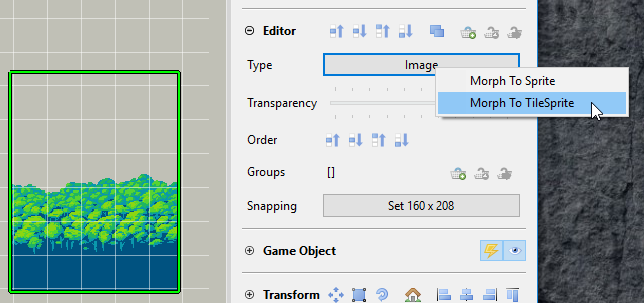 Editor
Type
Image
Morph To Sprite
Morph To TileSprite
Transparency
Order
Groups
[]
Snapping
Set 160 x 208
Game Object
Transform